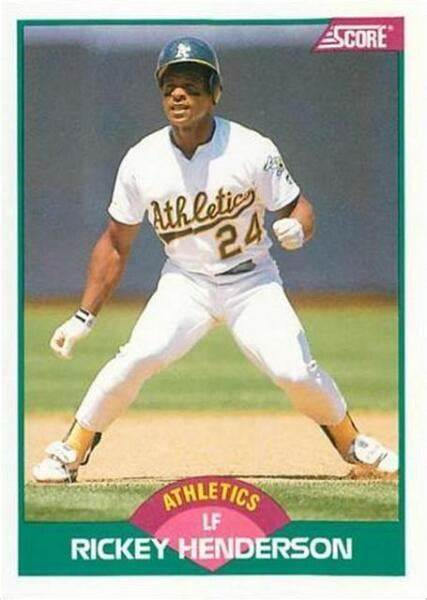 SCORE
A's
Athletics
24
ATHLETICS
LF
RICKEY HENDERSON